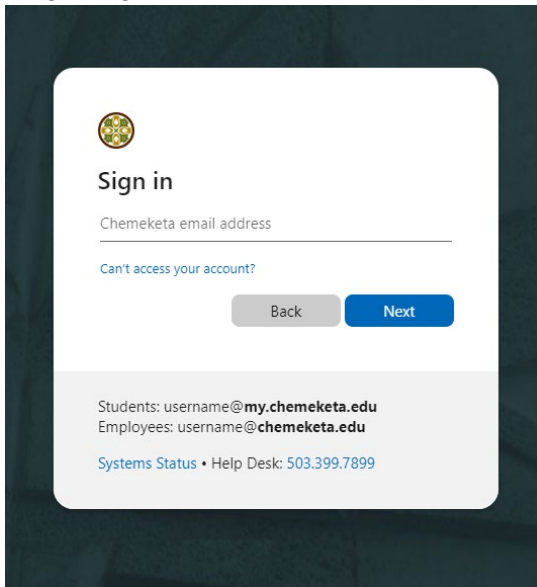 Sign in
Chemeketa email address
Can't access your account?
Back Next
Students: username@my.chemeketa.edu
Employees: username@chemeketa.edu
Systems Status • Help Desk: 503.399.7899